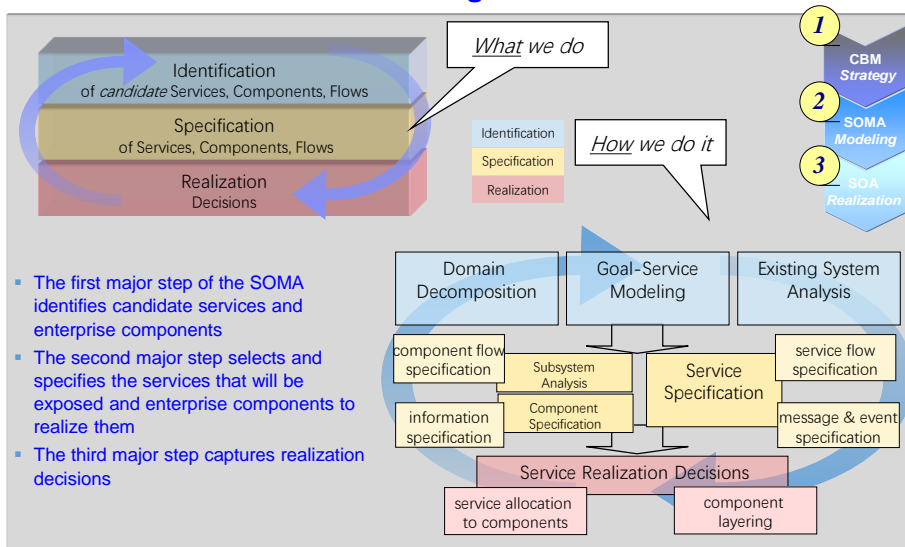 What we do
Identification
of candidate Services, Components, Flows
Specification
of Services, Components, Flows
Realization
Decisions
Identification
Specification
Realization
How we do it
1
CBM
Strategy
2
SOMA
Modeling
3
SOA
Realization
▪ The first major step of the SOMA
identifies candidate services and
enterprise components
▪ The second major step selects and
specifies the services that will be
exposed and enterprise components to
realize them
▪ The third major step captures realization
decisions
Domain
Decomposition
Goal-Service
Modeling
Existing System
Analysis
component flow
specification
Subsystem
Analysis
Component
Specification
information
specification
Service
Specification
service flow
specification
message & event
specification
Service Realization Decisions
service allocation
to components
component
layering